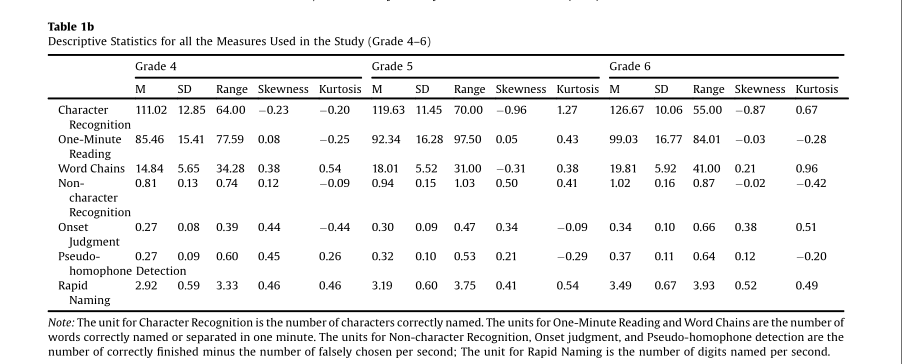 Table 1b
Descriptive Statistics for all the Measures Used in the Study (Grade 4–6)
Grade 4 Grade 5 Grade 6
M SD Range Skewness Kurtosis M SD Range Skewness Kurtosis M SD Range Skewness Kurtosis
Character 111.02 12.85 64.00 −0.23 −0.20 119.63 11.45 70.00 −0.96 1.27 126.67 10.06 55.00 −0.87 0.67
Recognition
One-Minute 85.46 15.41 77.59 0.08 −0.25 92.34 16.28 97.50 0.05 0.43 99.03 16.77 84.01 −0.03 −0.28
Reading
Word Chains 14.84 5.65 34.28 0.38 0.54 18.01 5.52 31.00 −0.31 0.38 19.81 5.92 41.00 0.21 0.96
Non- 0.81 0.13 0.74 0.12 −0.09 0.94 0.15 1.03 0.50 0.41 1.02 0.16 0.87 −0.02 −0.42
character
Recognition
Onset 0.27 0.08 0.39 0.44 −0.44 0.30 0.09 0.47 0.34 −0.09 0.34 0.10 0.66 0.38 0.51
Judgment
Pseudo- 0.27 0.09 0.60 0.45 0.26 0.32 0.10 0.53 0.21 −0.29 0.37 0.11 0.64 0.12 −0.20
homophone Detection
Rapid 2.92 0.59 3.33 0.46 0.46 3.19 0.60 3.75 0.41 0.54 3.49 0.67 3.93 0.52 0.49
Naming
Note: The unit for Character Recognition is the number of characters correctly named. The units for One-Minute Reading and Word Chains are the number of
words correctly named or separated in one minute. The units for Non-character Recognition, Onset judgment, and Pseudo-homophone detection are the
number of correctly finished minus the number of falsely chosen per second; The unit for Rapid Naming is the number of digits named per second.